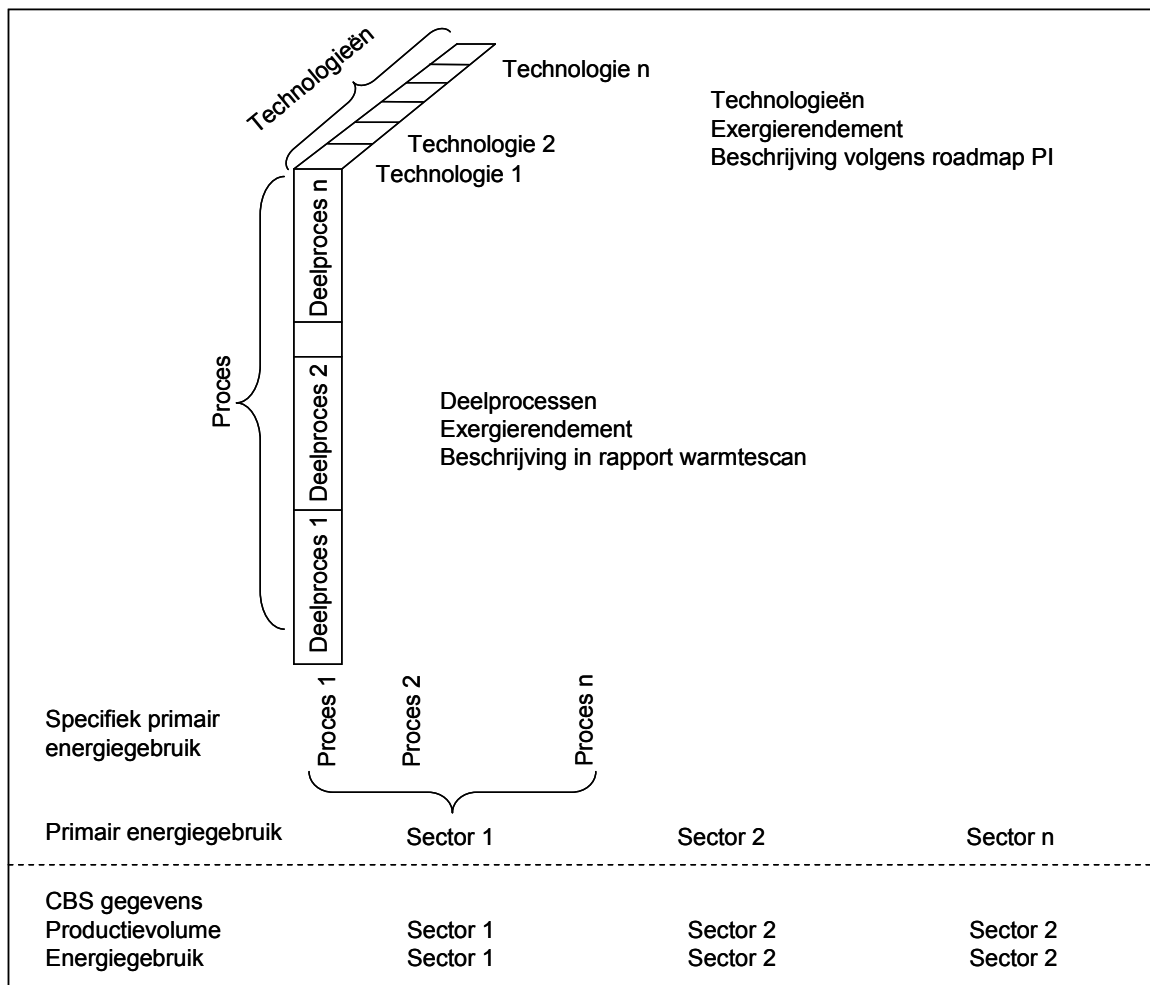 Technologieën
Technologie n
Technologie 2
Technologie 1
Technologieën
Exergierendement
Beschrijving volgens roadmap PI
Proces
Deelproces n
Deelproces 2
Deelproces 1
Deelprocessen
Exergierendement
Beschrijving in rapport warmtescan
Specifiek primair
energiegebruik
Proces 1
Proces 2
Proces n
Primair energiegebruik Sector 1 Sector 2 Sector n
CBS gegevens
Productievolume Sector 1 Sector 2 Sector 2
Energiegebruik Sector 1 Sector 2 Sector 2